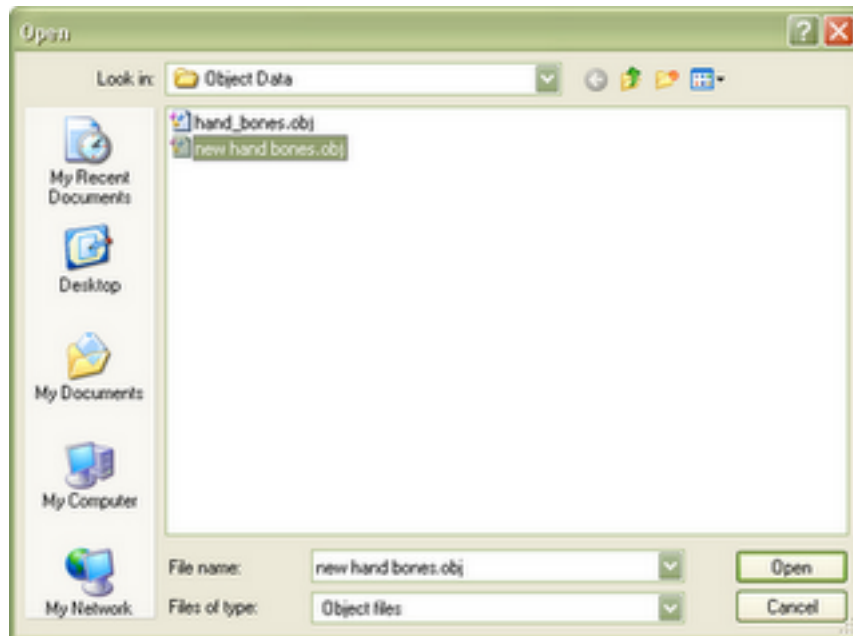 Open
Look in: Object Data
hand_bones.obj
new hand bones.obj
My Recent
Documents
Desktop
My Documents
My Computer
My Network
File name: new hand bones.obj Open
Files of type: Object files Cancel